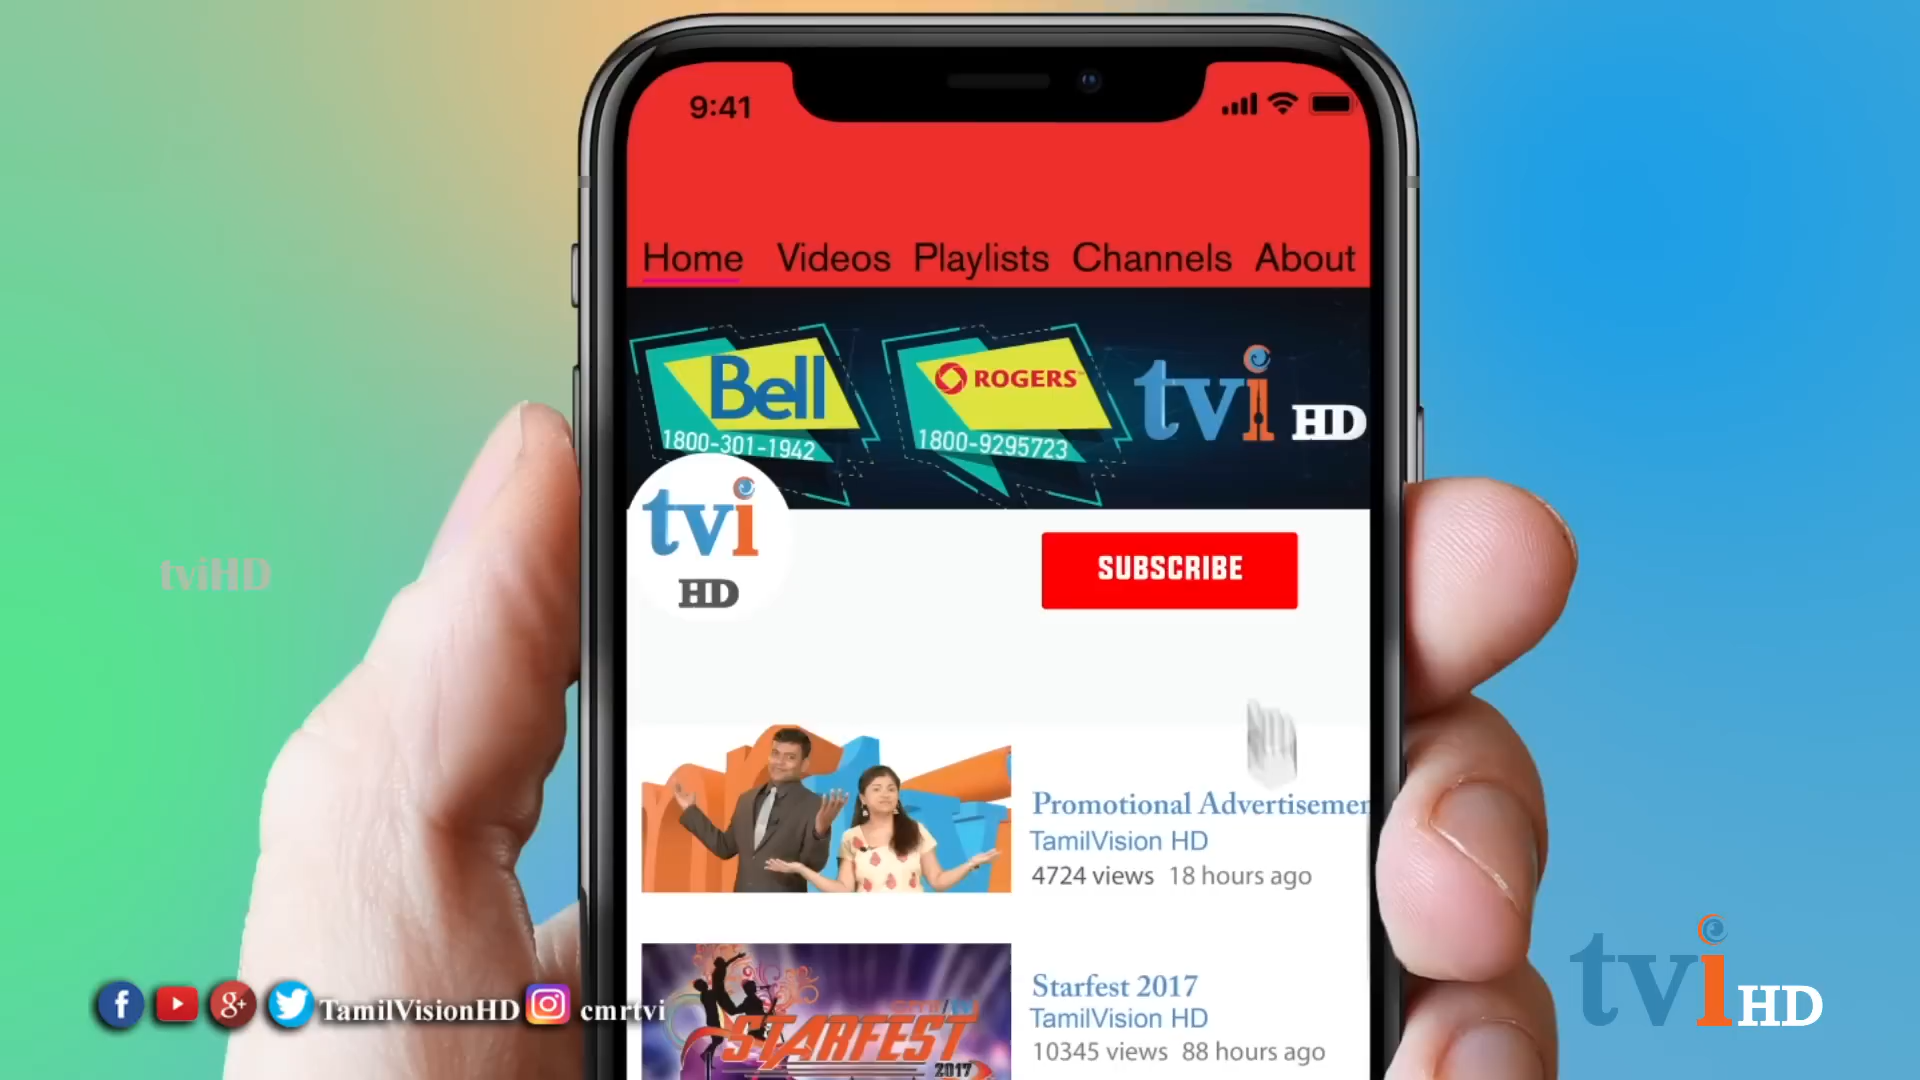 9:41
Home Videos Playlists Channels About
Bell
1800-301-1942
ROGERS
1800-9295723
tvi HD
tvi
HD
SUBSCRIBE
tviHD
Promotional Advertisemen
TamilVision HD
4724 views 18 hours ago
Starfest 2017
TamilVision HD
10345 views 88 hours ago
STARFEST
2017
TamilVisionHD cmrtvi
tvi HD